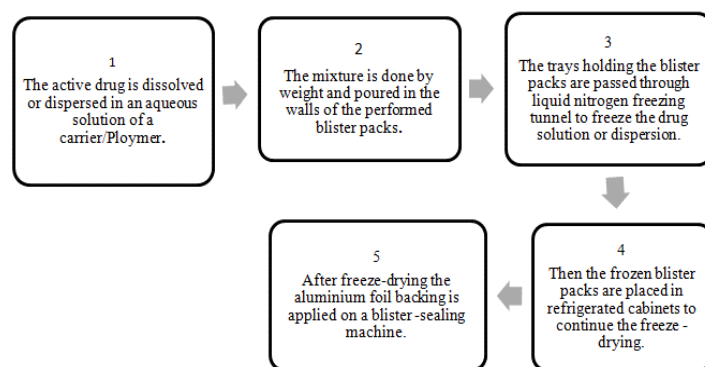 1
The active drug is dissolved
or dispersed in an aqueous
solution of a
carrier/Ploymer.
2
The mixture is done by
weight and poured in the
walls of the performed
blister packs.
3
The trays holding the blister
packs are passed through
liquid nitrogen freezing
tunnel to freeze the drug
solution or dispersion.
4
Then the frozen blister
packs are placed in
refrigerated cabinets to
continue the freeze -
drying.
5
After freeze-drying the
aluminium foil backing is
applied on a blister -sealing
machine.